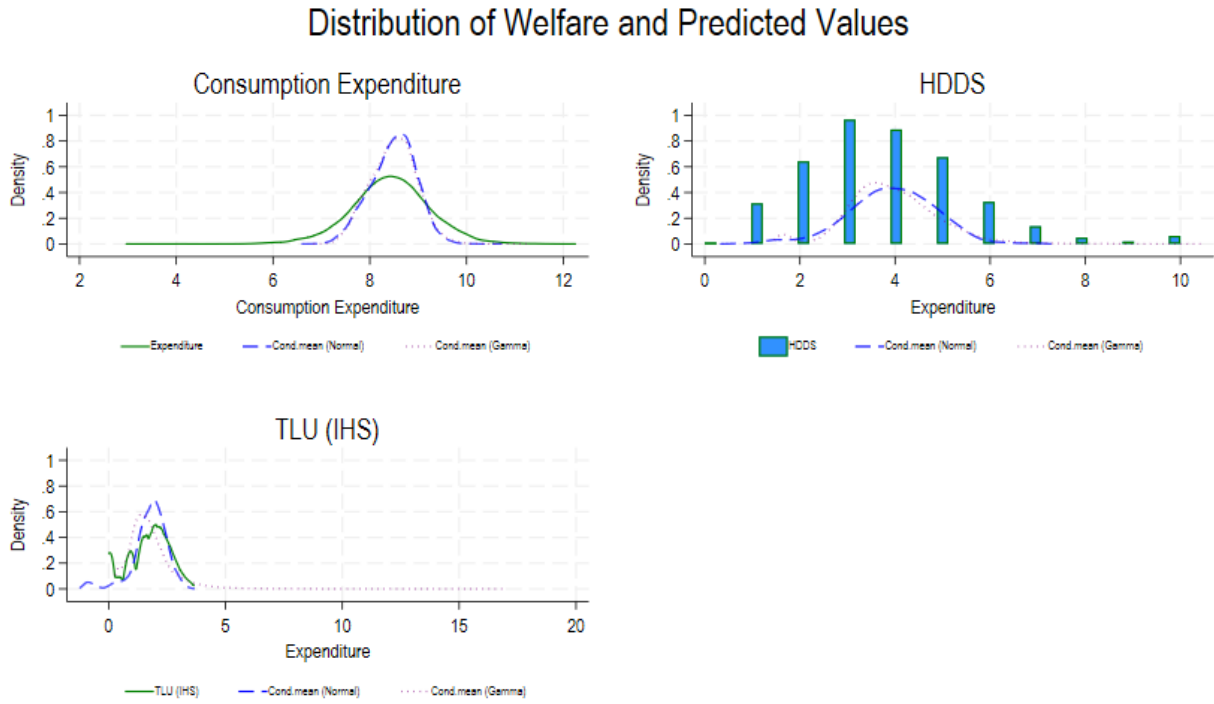 Distribution of Welfare and Predicted Values
Consumption Expenditure
Density
1
.8
.6
.4
.2
0
2 4 6 8 10 12
Consumption Expenditure
Expenditure Cond.mean (Normal) Cond.mean (Gamma)
HDDS
Density
1
.8
.6
.4
.2
0
0 2 4 6 8 10
Expenditure
HDDS Cond.mean (Normal) Cond.mean (Gamma)
TLU (IHS)
Density
1
.8
.6
.4
.2
0
0 5 10 15 20
Expenditure
TLU (IHS) Cond.mean (Normal) Cond.mean (Gamma)